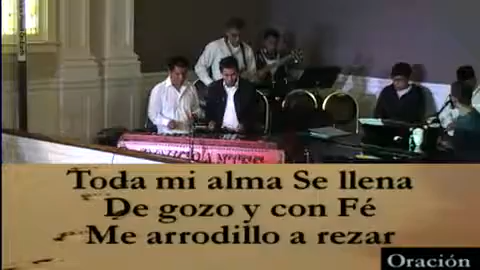 Toda mi alma Se llena
De gozo y con Fé
Me arrodillo a rezar
Oración